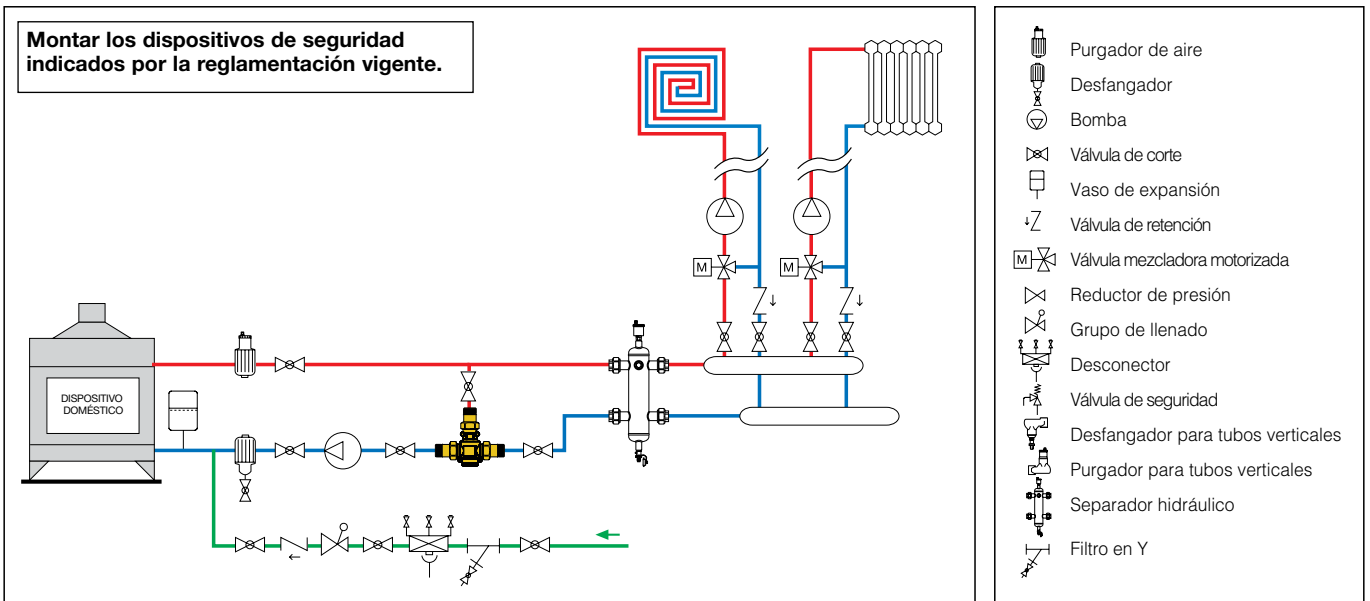 Montar los dispositivos de seguridad
indicados por la reglamentación vigente.
M
M
DISPOSITIVO
DOMÉSTICO
Purgador de aire
Desfangador
Bomba
Válvula de corte
Vaso de expansión
Válvula de retención
M
Válvula mezcladora motorizada
Reductor de presión
Grupo de llenado
Desconector
Válvula de seguridad
Desfangador para tubos verticales
Purgador para tubos verticales
Separador hidráulico
Filtro en Y